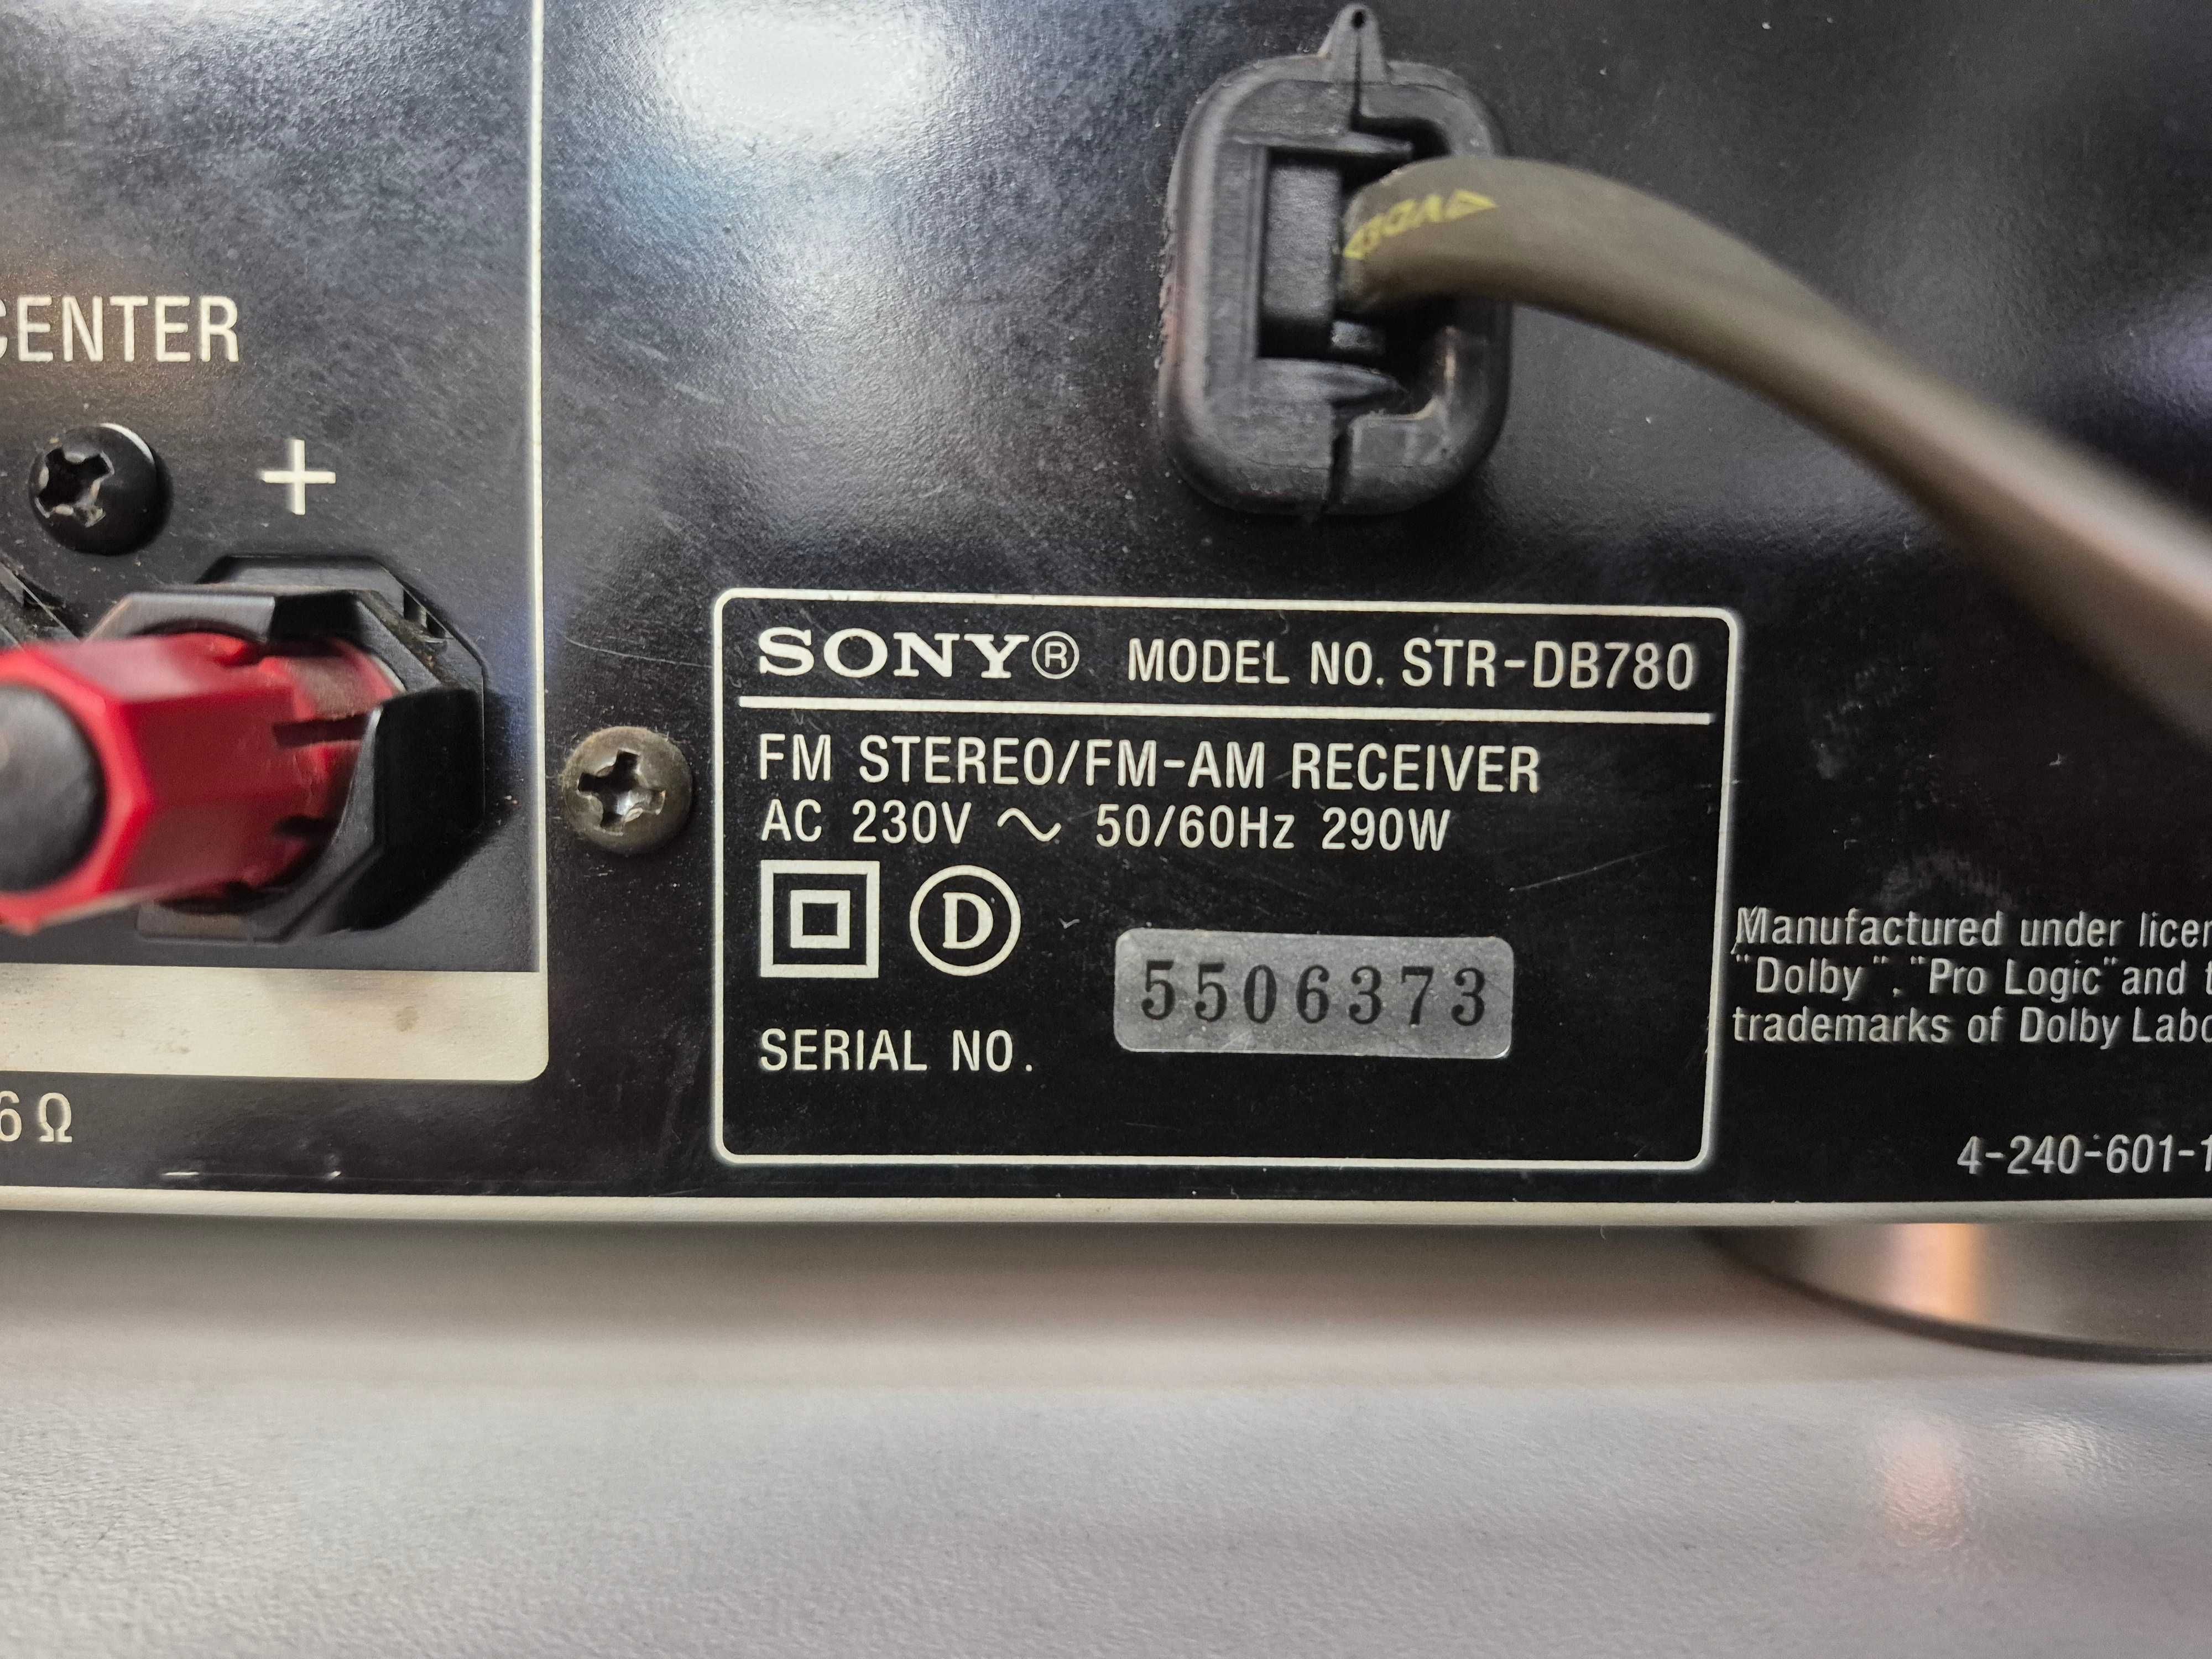 CENTER
+
SONY® MODEL NO. STR-DB780
FM STEREO/FM-AM RECEIVER
AC 230V ~ 50/60Hz 290W
D
5506373
SERIAL NO.
Manufactured under licen
"Dolby", "Pro Logic" and t
trademarks of Dolby Labo
6Ω
4-240-601-1